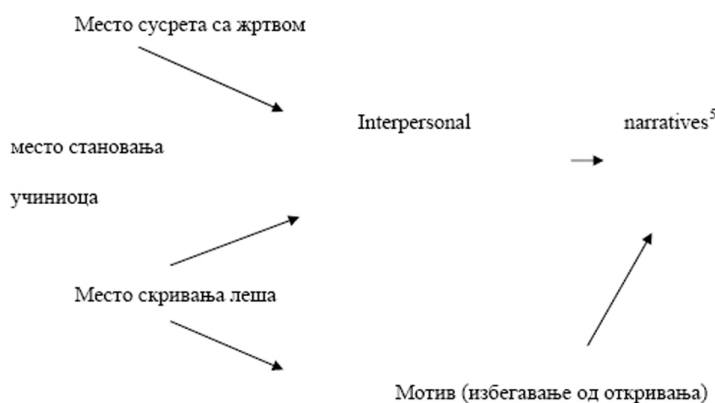 Место сусрета са жртвом
Interpersonal narratives⁵
место становања
учиниоца
Место скривања леша
Мотив (избегавање од откривања)